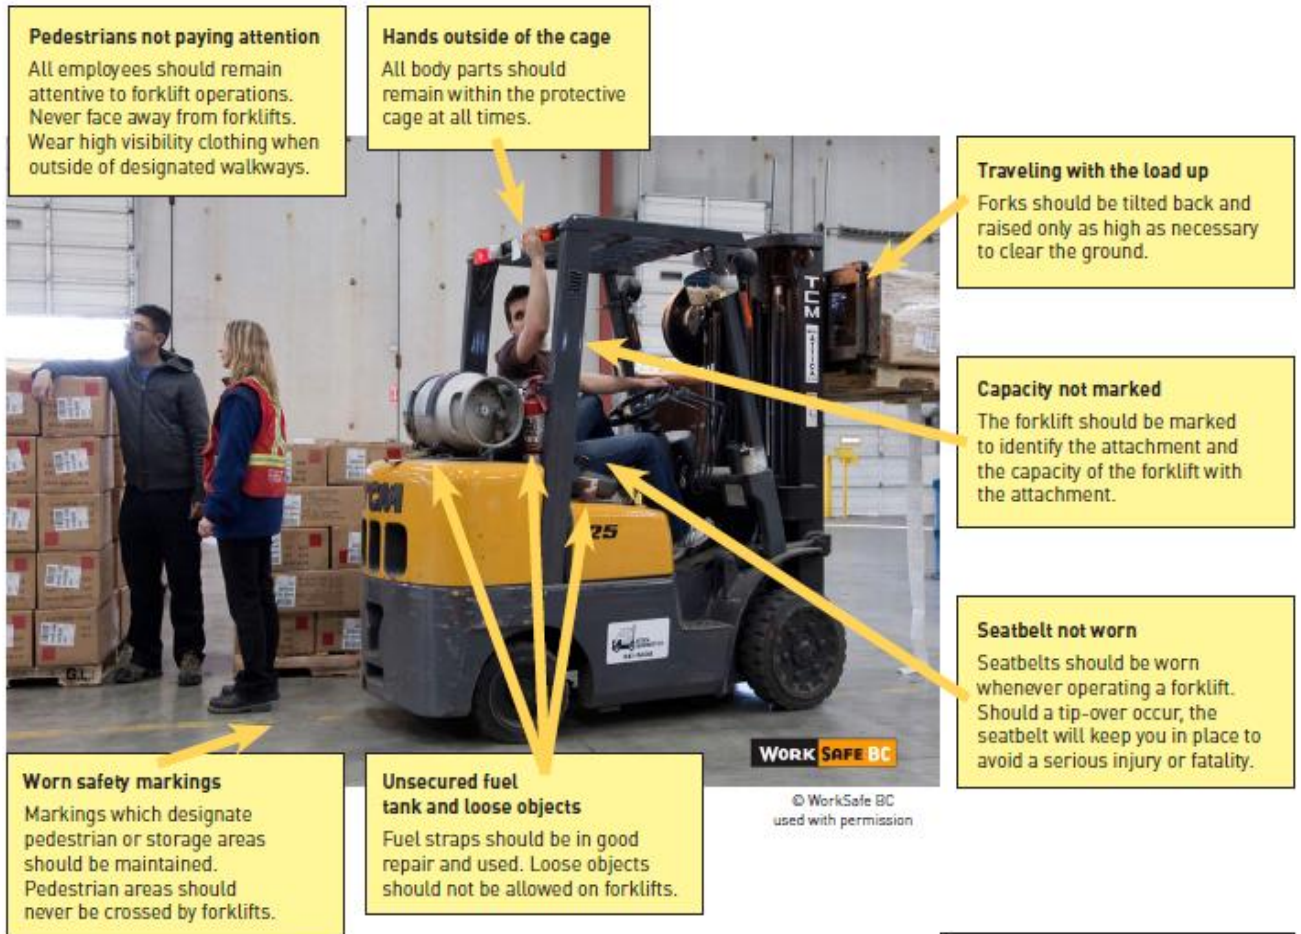 Pedestrians not paying attention
All employees should remain
attentive to forklift operations.
Never face away from forklifts.
Wear high visibility clothing when
outside of designated walkways.
Hands outside of the cage
All body parts should
remain within the protective
cage at all times.
Traveling with the load up
Forks should be tilted back and
raised only as high as necessary
to clear the ground.
Capacity not marked
The forklift should be marked
to identify the attachment and
the capacity of the forklift with
the attachment.
Seatbelt not worn
Seatbelts should be worn
whenever operating a forklift.
Should a tip-over occur, the
seatbelt will keep you in place to
avoid a serious injury or fatality.
TCM
TCM
25
G.L.
WORK SAFE BC
© WorkSafe BC
used with permission
Worn safety markings
Markings which designate
pedestrian or storage areas
should be maintained.
Pedestrian areas should
never be crossed by forklifts.
Unsecured fuel
tank and loose objects
Fuel straps should be in good
repair and used. Loose objects
should not be allowed on forklifts.